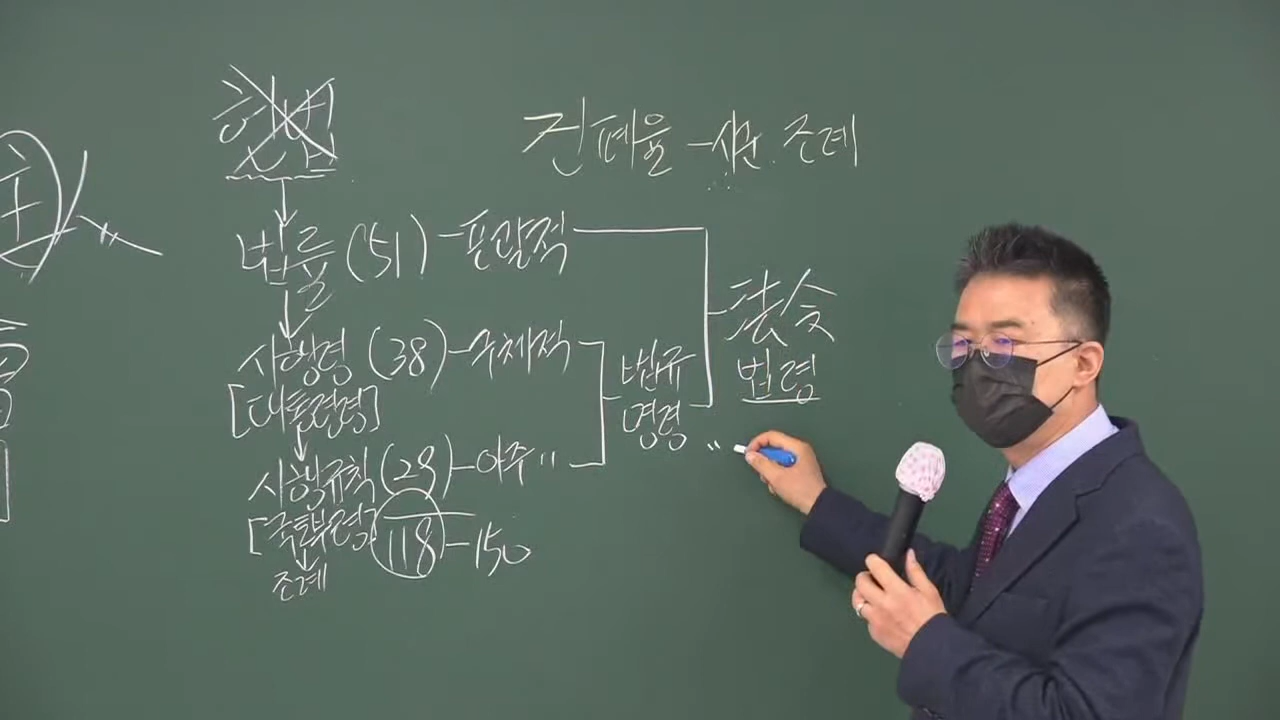 헌법
건폐율 - 시·군 조례
법률 (51) - 포괄적
시행령 (38) - 구체적
[대통령령]
시행규칙 (28) - 아주 〃
[국토부령]
(118) - 150
조례
법규
명령
法令
법령
〃